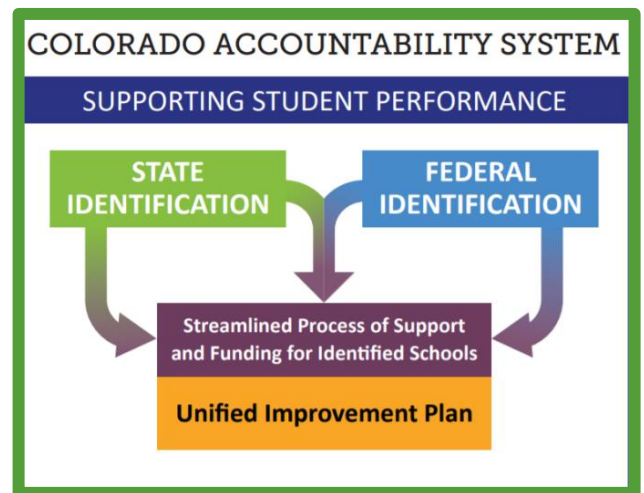 COLORADO ACCOUNTABILITY SYSTEM
SUPPORTING STUDENT PERFORMANCE
STATE
IDENTIFICATION
FEDERAL
IDENTIFICATION
Streamlined Process of Support
and Funding for Identified Schools
Unified Improvement Plan